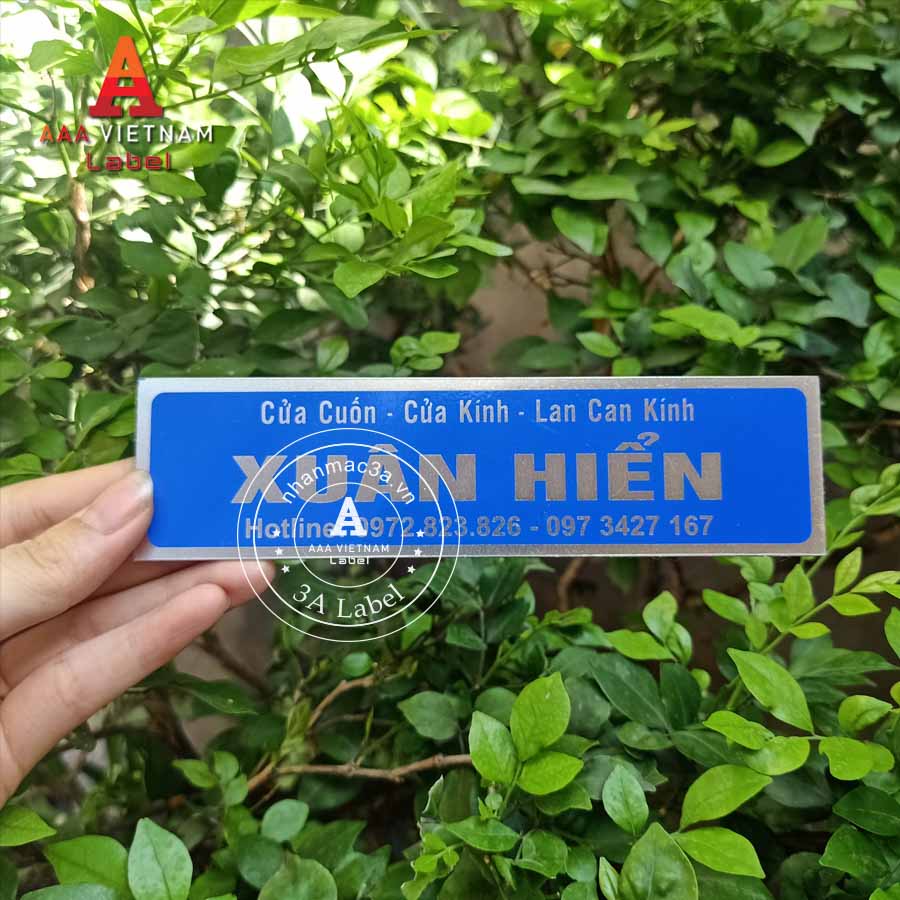 A
AAA VIETNAM
Label
Cửa Cuốn - Cửa Kính - Lan Can Kính
XUÂN HIỂN
Hotline: 0972.823.826 - 097 3427 167
nhanmac3a.vn
A
AAA VIETNAM
Label
3A Label